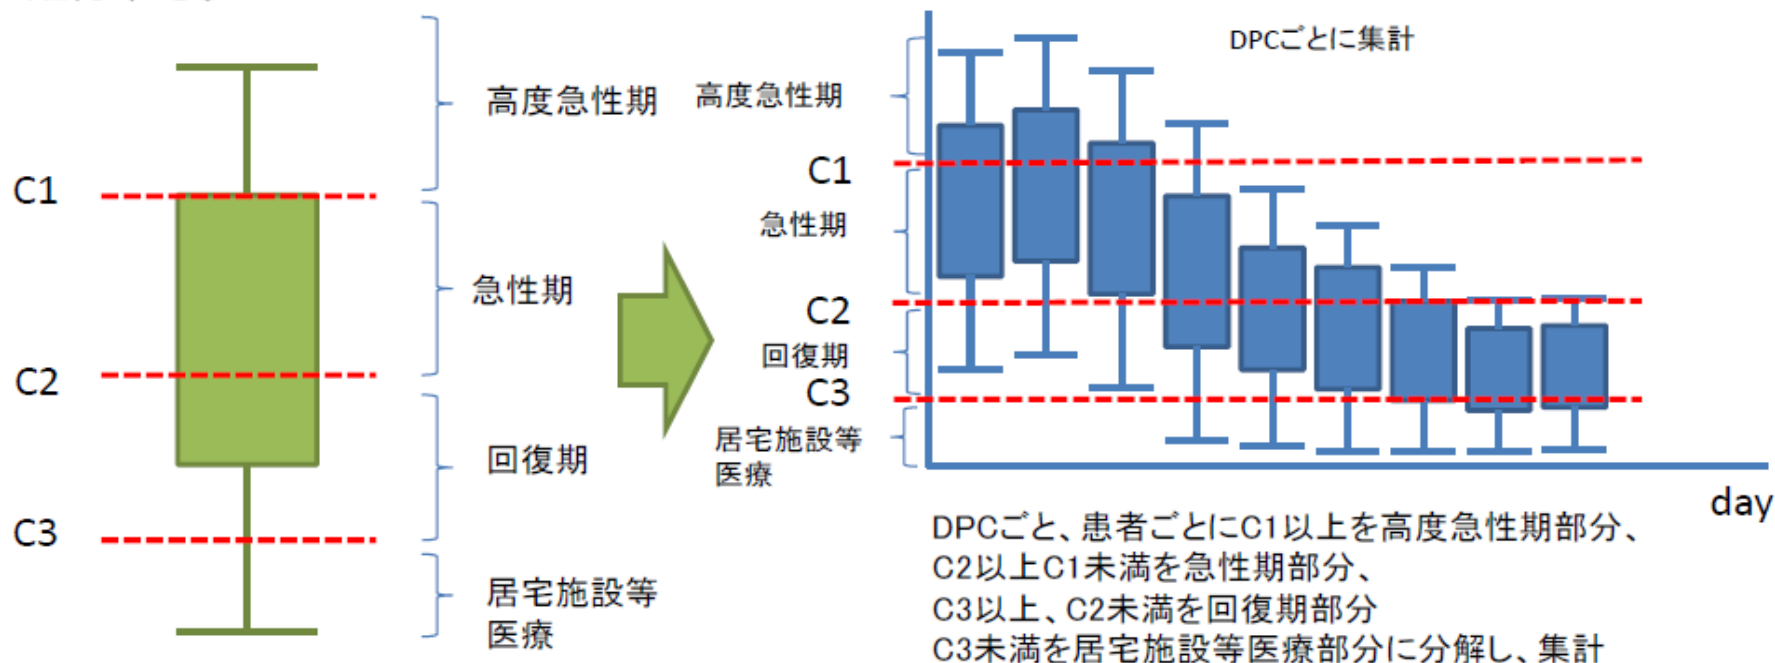 高度急性期
C1
急性期
C2
回復期
C3
居宅施設等
医療
DPCごとに集計
高度急性期
C1
急性期
C2
回復期
C3
居宅施設等
医療
day
DPCごと、患者ごとにC1以上を高度急性期部分、
C2以上C1未満を急性期部分、
C3以上、C2未満を回復期部分
C3未満を居宅施設等医療部分に分解し、集計